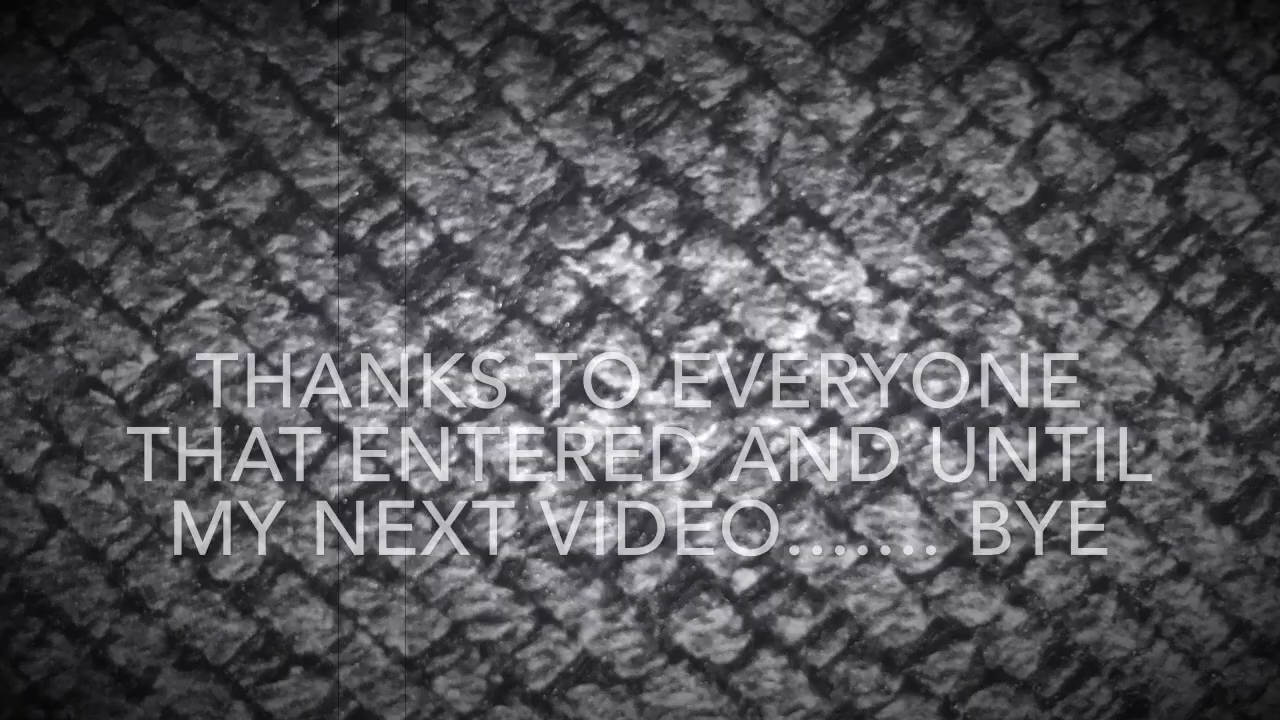 THANKS TO EVERYONE
THAT ENTERED AND UNTIL
MY NEXT VIDEO....... BYE